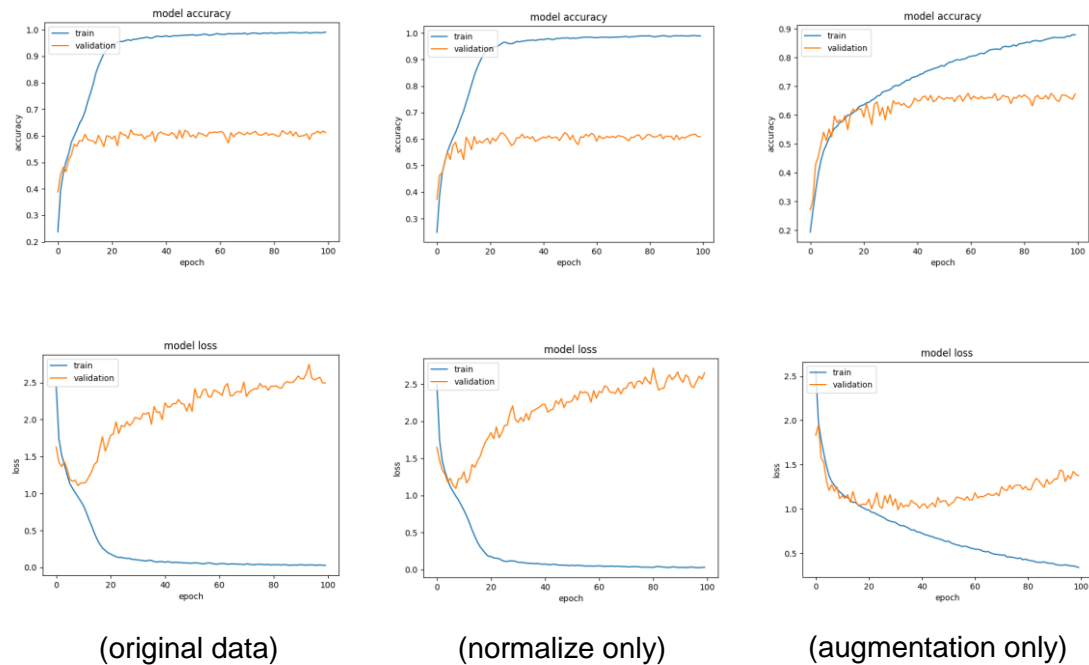 model accuracy
train
validation
1.0
0.9
0.8
0.7
0.6
0.5
0.4
0.3
0.2
accuracy
0 20 40 60 80 100
epoch
model accuracy
train
validation
1.0
0.9
0.8
0.7
0.6
0.5
0.4
0.3
accuracy
0 20 40 60 80 100
epoch
model accuracy
train
validation
0.9
0.8
0.7
0.6
0.5
0.4
0.3
0.2
accuracy
0 20 40 60 80 100
epoch
model loss
train
validation
2.5
2.0
1.5
1.0
0.5
0.0
loss
0 20 40 60 80 100
epoch
model loss
train
validation
2.5
2.0
1.5
1.0
0.5
0.0
loss
0 20 40 60 80 100
epoch
model loss
train
validation
2.5
2.0
1.5
1.0
0.5
loss
0 20 40 60 80 100
epoch
(original data) (normalize only) (augmentation only)